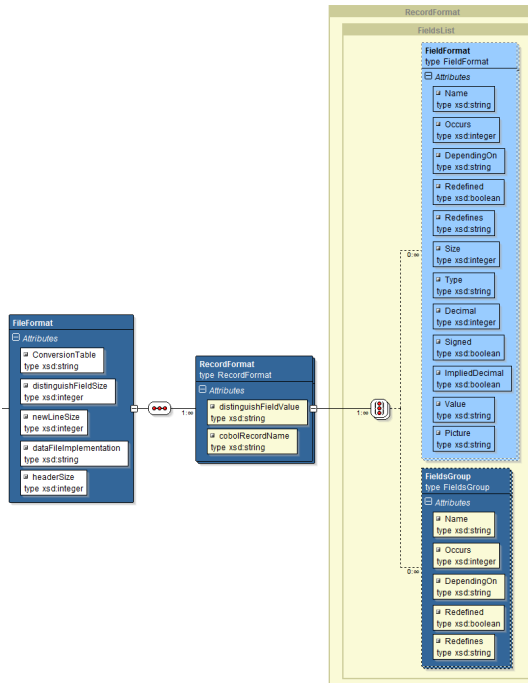 RecordFormat
FieldsList
FieldFormat
type FieldFormat
Attributes
Name
type xsd:string
Occurs
type xsd:integer
DependingOn
type xsd:string
Redefined
type xsd:boolean
Redefines
type xsd:string
Size
type xsd:integer
Type
type xsd:string
Decimal
type xsd:integer
Signed
type xsd:boolean
ImpliedDecimal
type xsd:boolean
Value
type xsd:string
Picture
type xsd:string
0:∞
FileFormat
Attributes
ConversionTable
type xsd:string
distinguishFieldSize
type xsd:integer
newLineSize
type xsd:integer
dataFileImplementation
type xsd:string
headerSize
type xsd:integer
1:∞
RecordFormat
type RecordFormat
Attributes
distinguishFieldValue
type xsd:string
cobolRecordName
type xsd:string
1:∞
FieldsGroup
type FieldsGroup
Attributes
Name
type xsd:string
Occurs
type xsd:integer
DependingOn
type xsd:string
Redefined
type xsd:boolean
Redefines
type xsd:string
0:∞